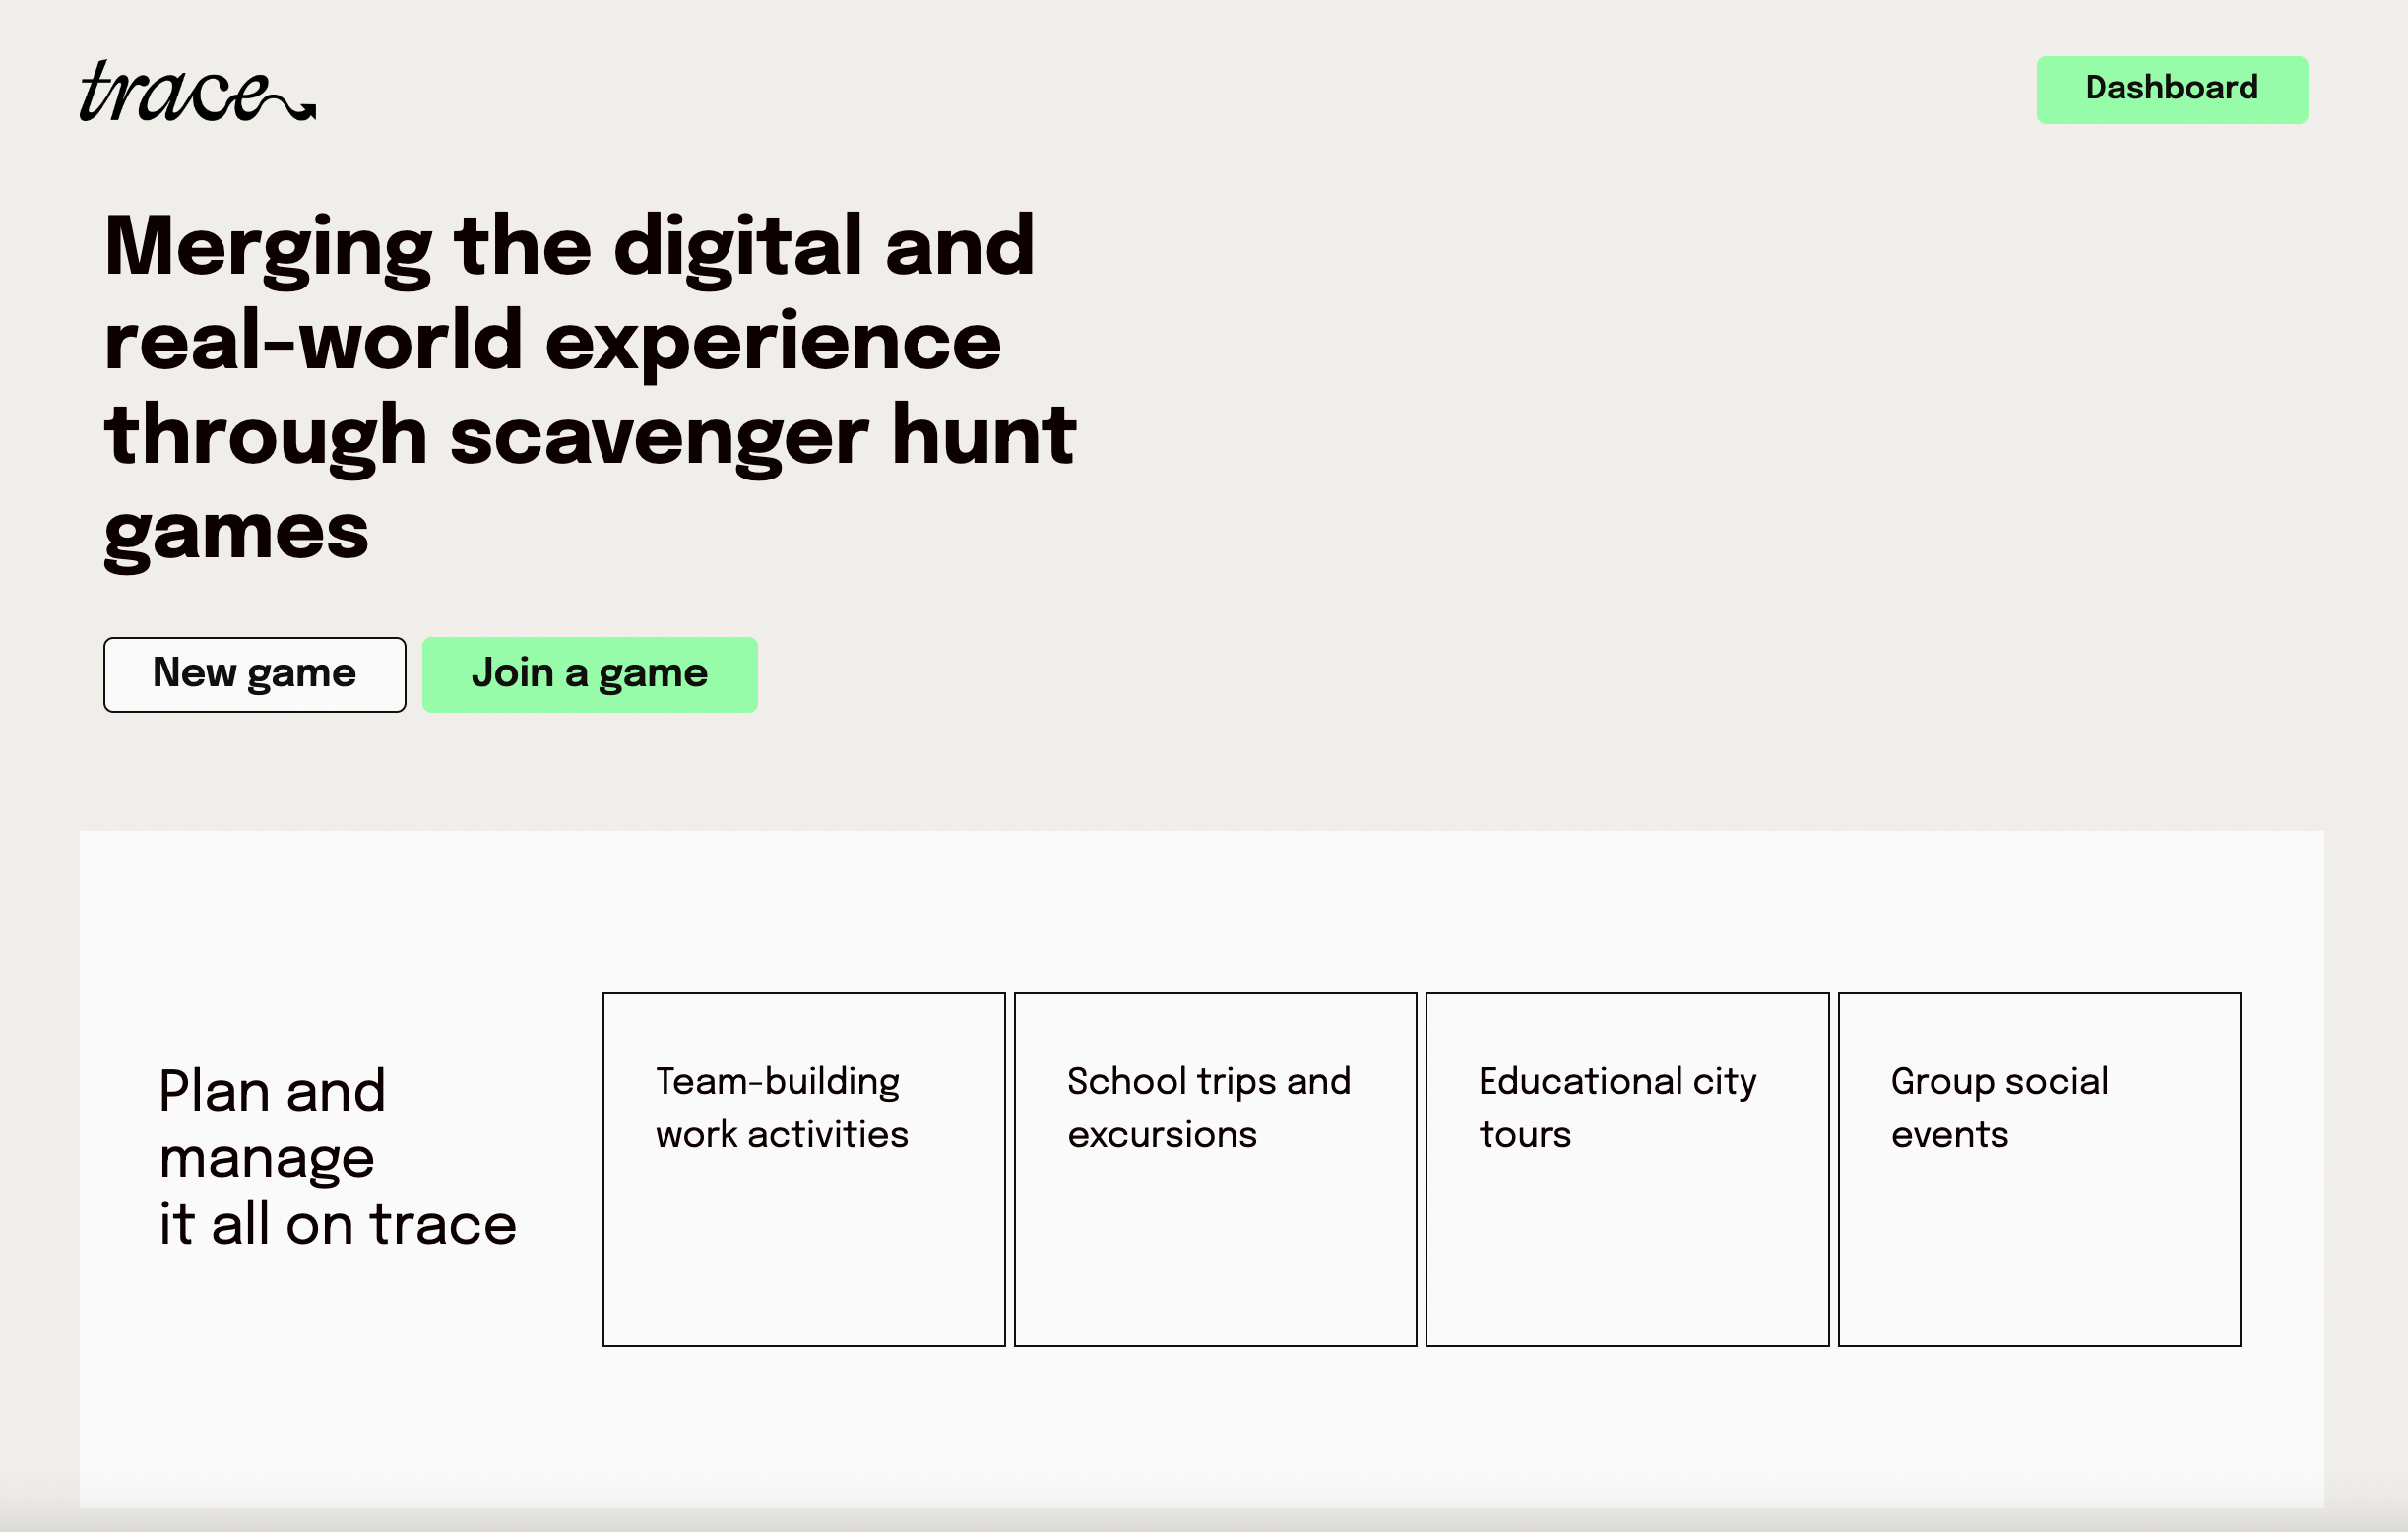 trace
Dashboard
Merging the digital and
real-world experience
through scavenger hunt
games
New game
Join a game
Plan and
manage
it all on trace
Team-building
work activities
School trips and
excursions
Educational city
tours
Group social
events